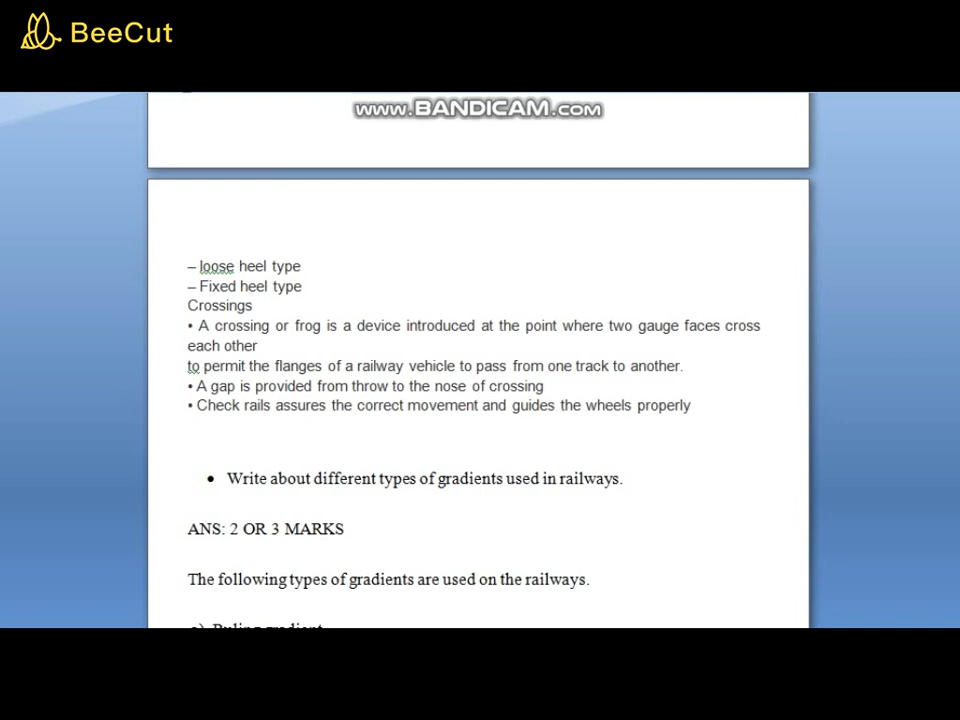 BeeCut
www.BANDICAM.com
– loose heel type
– Fixed heel type
Crossings
• A crossing or frog is a device introduced at the point where two gauge faces cross
each other
to permit the flanges of a railway vehicle to pass from one track to another.
• A gap is provided from throw to the nose of crossing
• Check rails assures the correct movement and guides the wheels properly
• Write about different types of gradients used in railways.
ANS: 2 OR 3 MARKS
The following types of gradients are used on the railways.
a) Ruling gradient